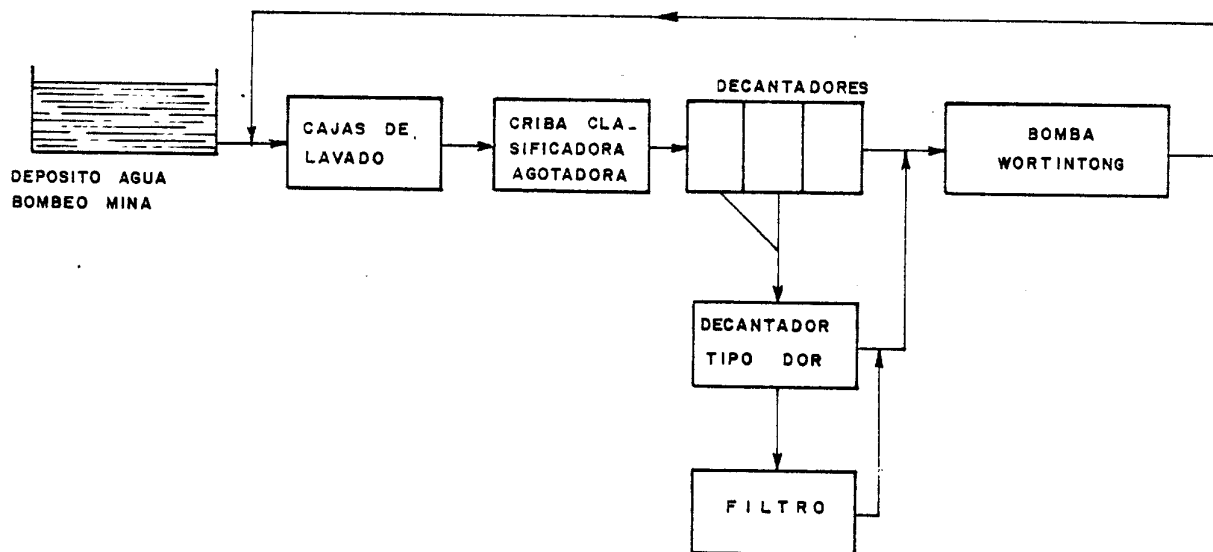 DECANTADORES
CAJAS DE
LAVADO
CRIBA CLA_
SIFICADORA
AGOTADORA
BOMBA
WORTINTONG
DEPOSITO AGUA
BOMBEO MINA
DECANTADOR
TIPO DOR
FILTRO